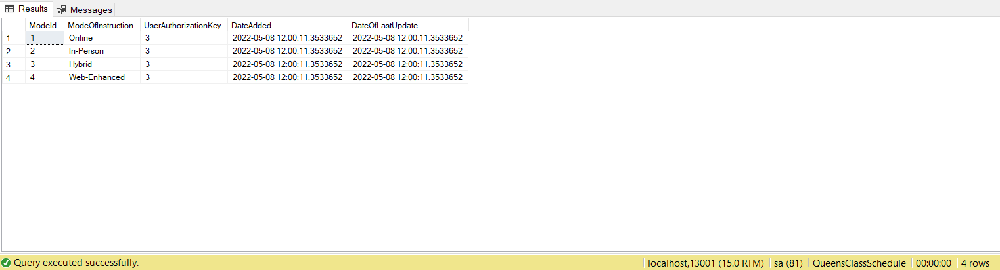 Results Messages
ModeId ModeOfInstruction UserAuthorizationKey DateAdded DateOfLastUpdate
1 1 Online 3 2022-05-08 12:00:11.3533652 2022-05-08 12:00:11.3533652
2 2 In-Person 3 2022-05-08 12:00:11.3533652 2022-05-08 12:00:11.3533652
3 3 Hybrid 3 2022-05-08 12:00:11.3533652 2022-05-08 12:00:11.3533652
4 4 Web-Enhanced 3 2022-05-08 12:00:11.3533652 2022-05-08 12:00:11.3533652
Query executed successfully. localhost,13001 (15.0 RTM) sa (81) QueensClassSchedule 00:00:00 4 rows